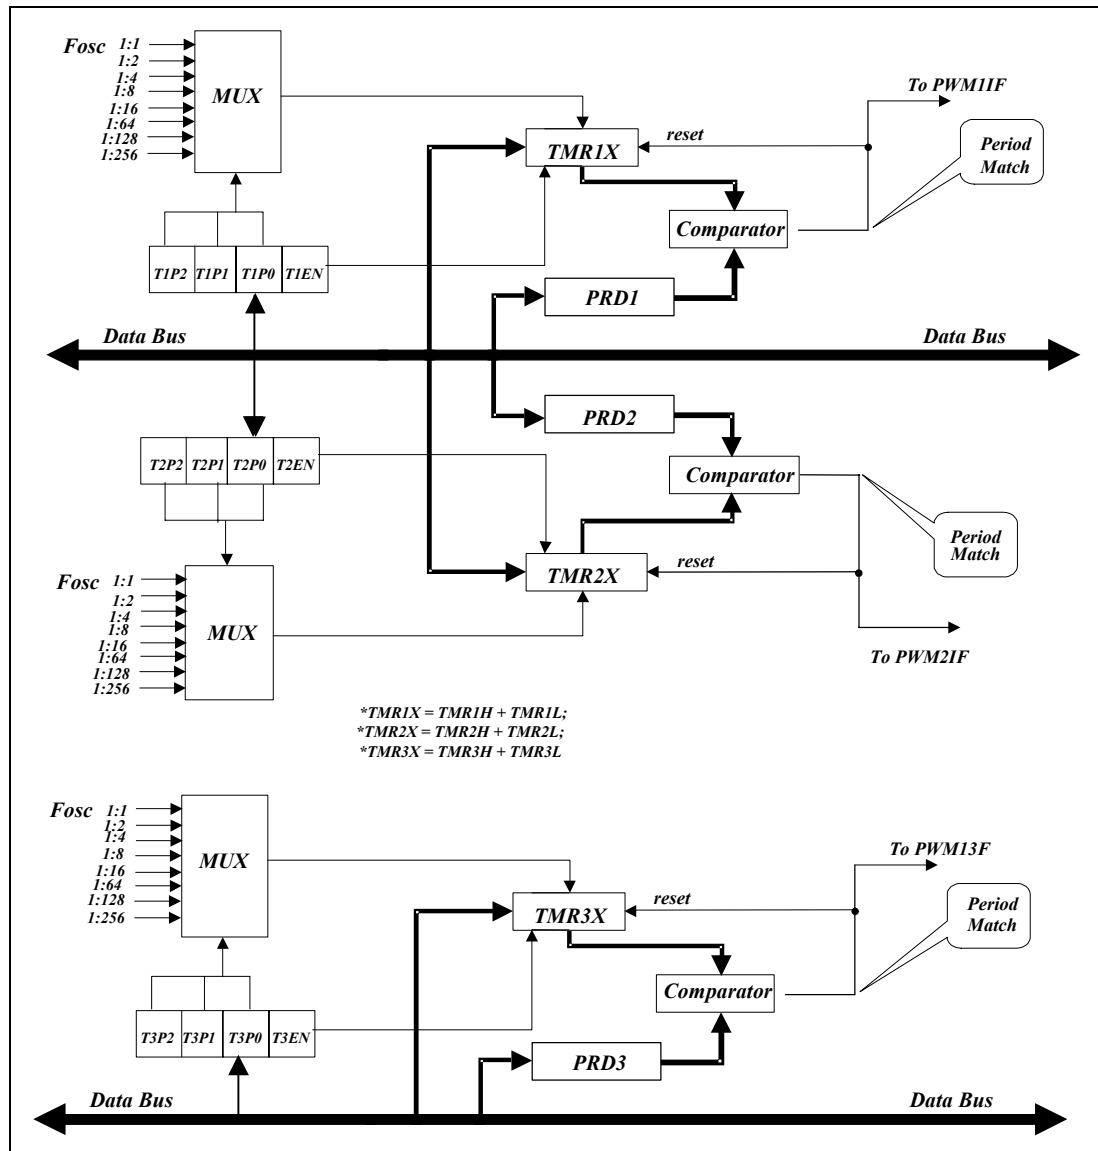 Fosc 1:1
1:2
1:4
1:8
1:16
1:64
1:128
1:256
MUX
To PWM1IF
reset
Period
Match
TMR1X
Comparator
T1P2 T1P1 T1P0 T1EN
PRD1
Data Bus Data Bus
PRD2
T2P2 T2P1 T2P0 T2EN
Comparator
Period
Match
Fosc 1:1
1:2
1:4
1:8
1:16
1:64
1:128
1:256
MUX
TMR2X
reset
To PWM2IF
*TMR1X = TMR1H + TMR1L;
*TMR2X = TMR2H + TMR2L;
*TMR3X = TMR3H + TMR3L
Fosc 1:1
1:2
1:4
1:8
1:16
1:64
1:128
1:256
MUX
To PWM13F
reset
Period
Match
TMR3X
Comparator
T3P2 T3P1 T3P0 T3EN
PRD3
Data Bus Data Bus